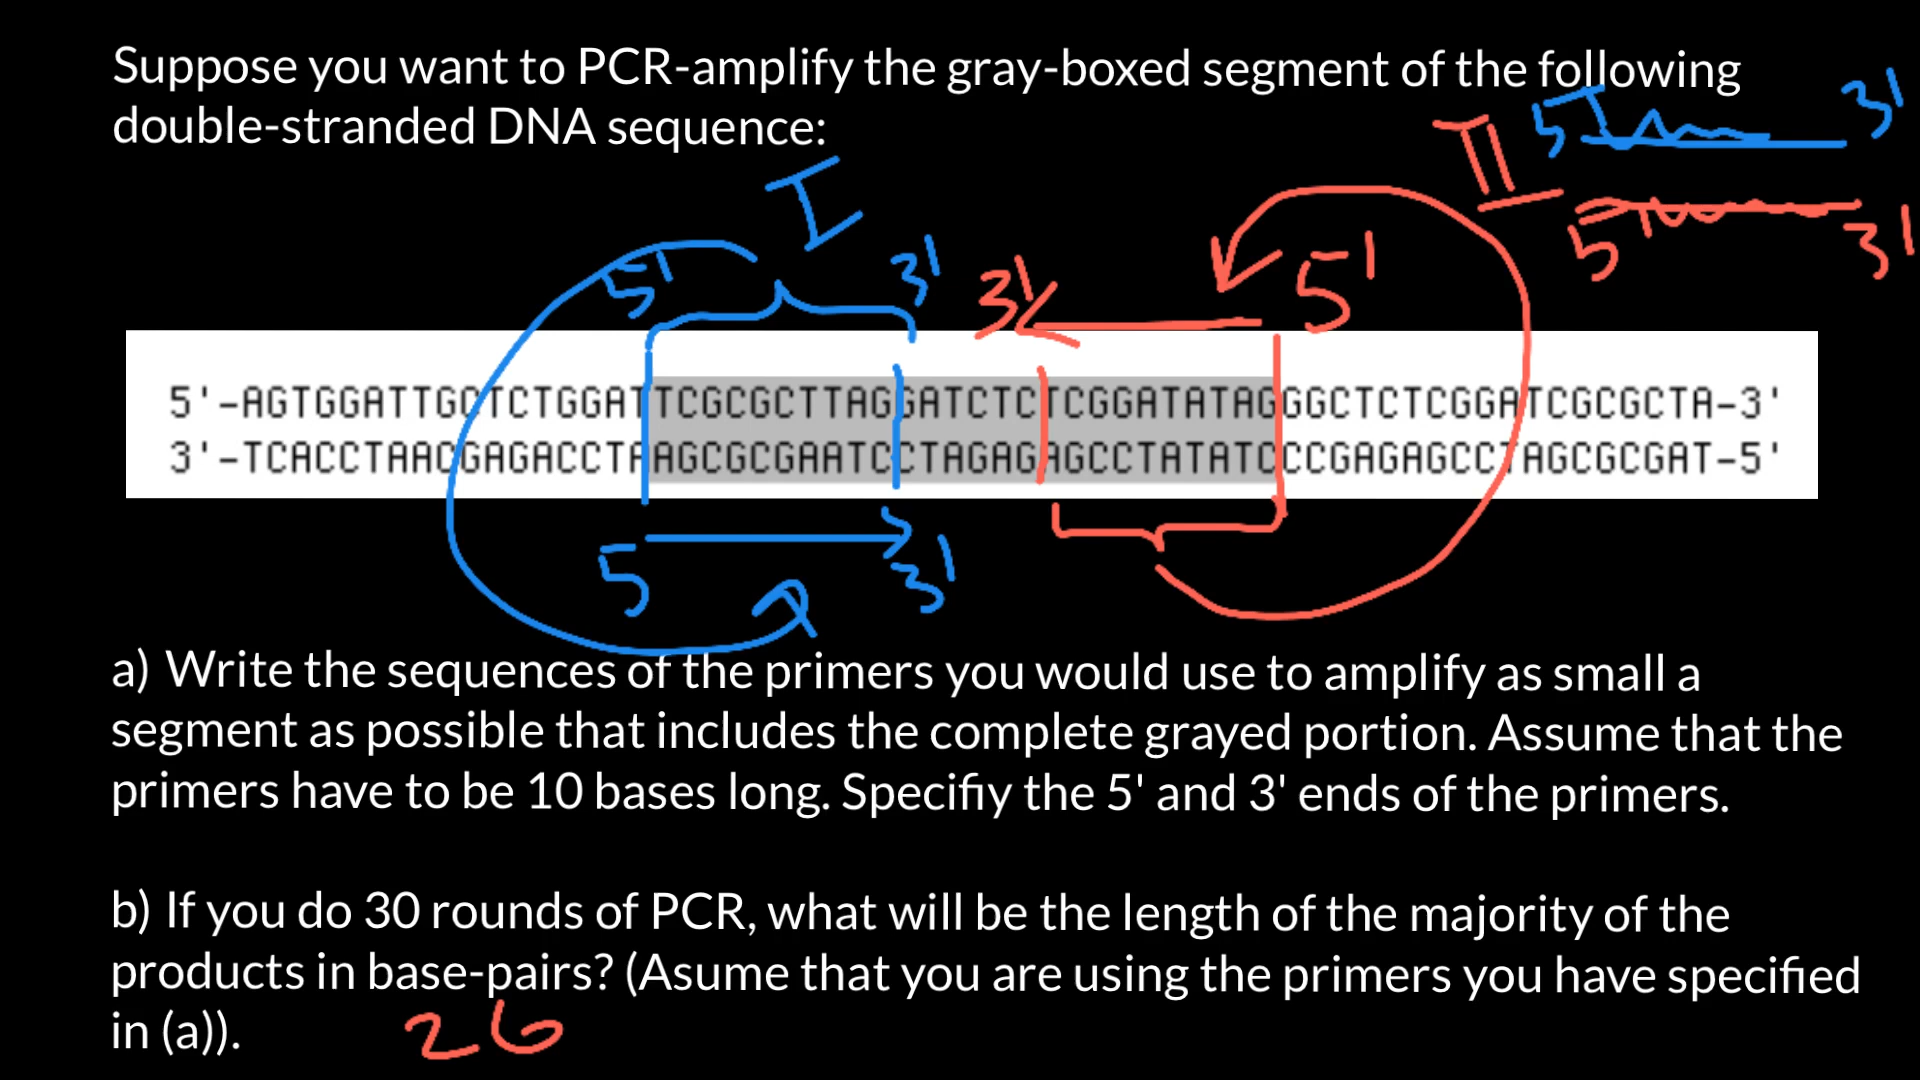 Suppose you want to PCR-amplify the gray-boxed segment of the following
double-stranded DNA sequence:
I
II
5'
3'
5'
3'
5'
3'
3'
5'
5'-AGTGGATTGCTCTGGATTCGCGCTTAGGATCTCTCGGATATAGGGCTCTCGGATCGCGCTA-3'
3'-TCACCTAACGAGACCTAAGCGCGAATCCTAGAGAGCCTATATCCCGAGAGCCTAGCGCGAT-5'
5
3'
a) Write the sequences of the primers you would use to amplify as small a
segment as possible that includes the complete grayed portion. Assume that the
primers have to be 10 bases long. Specifiy the 5' and 3' ends of the primers.
b) If you do 30 rounds of PCR, what will be the length of the majority of the
products in base-pairs? (Asume that you are using the primers you have specified
in (a)).
26